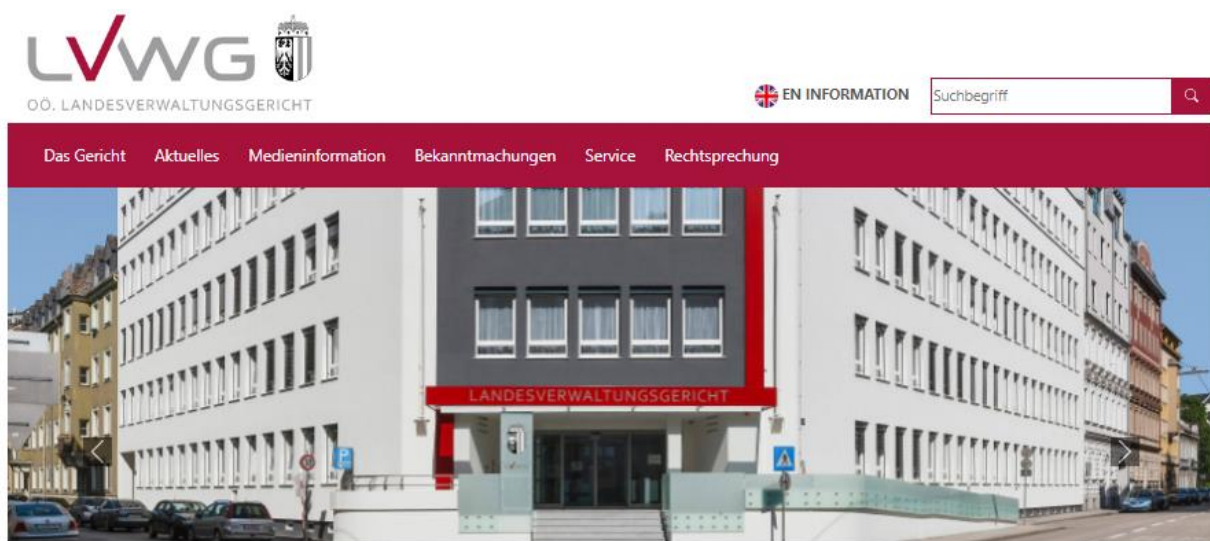 LVWG
OÖ. LANDESVERWALTUNGSGERICHT
EN INFORMATION
Suchbegriff
Das Gericht Aktuelles Medieninformation Bekanntmachungen Service Rechtsprechung
LANDESVERWALTUNGSGERICHT